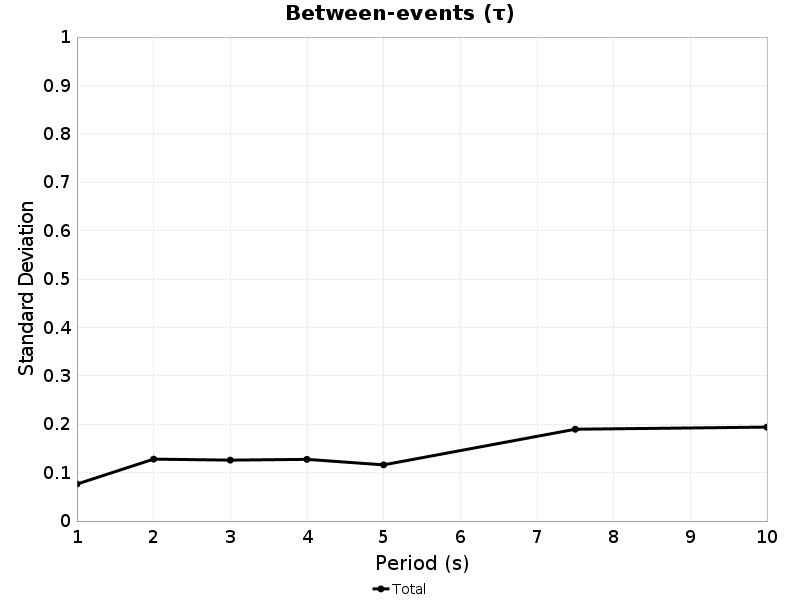 Between-events (τ)
1
0.9
0.8
0.7
0.6
0.5
0.4
0.3
0.2
0.1
0
Standard Deviation
1 2 3 4 5 6 7 8 9 10
Period (s)
Total